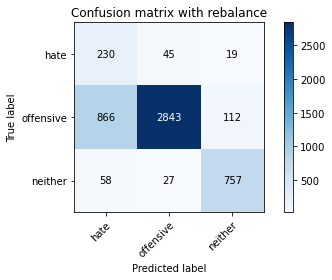 Confusion matrix with rebalance
True label
hate 230 45 19
offensive 866 2843 112
neither 58 27 757
hate offensive neither
Predicted label
2500
2000
1500
1000
500